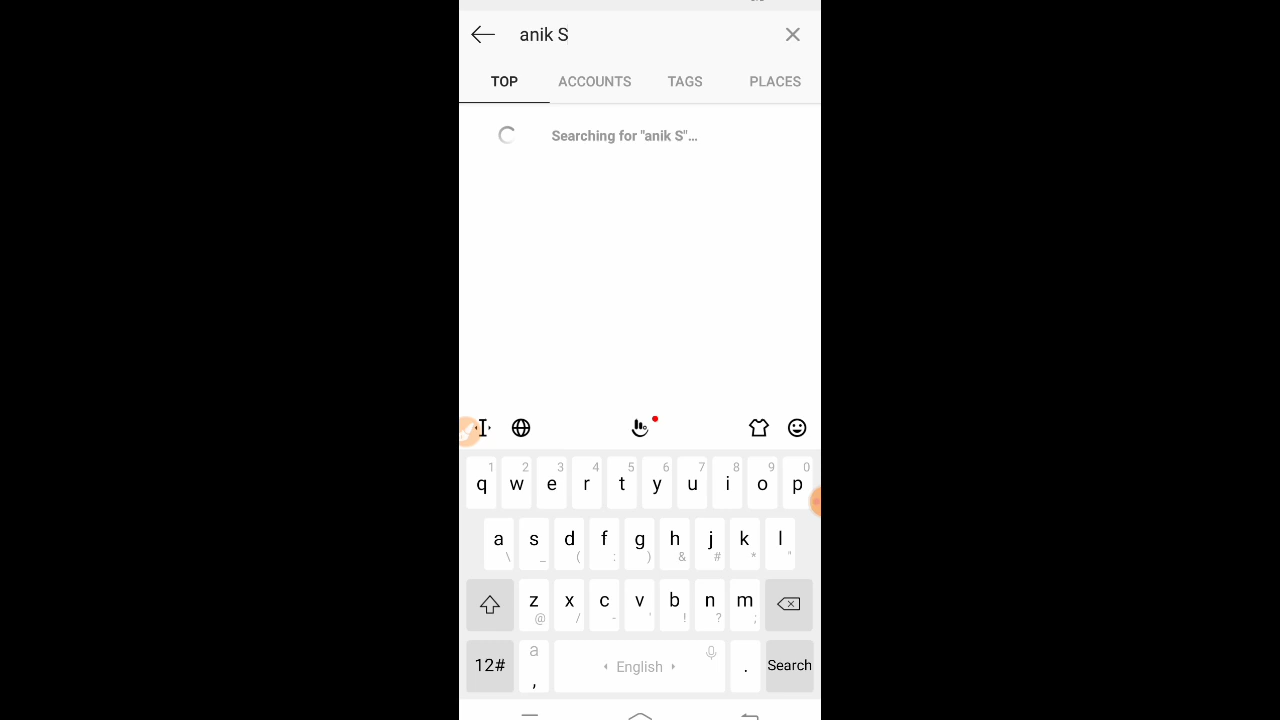 anik S
TOP ACCOUNTS TAGS PLACES
Searching for "anik S"...
1 2 3 4 5 6 7 8 9 0
q w e r t y u i o p
a s d f g h j k l
\ _ ( : ) & # * "
z x c v b n m
@ / - ' ! ? ;
a
12# , English . Search